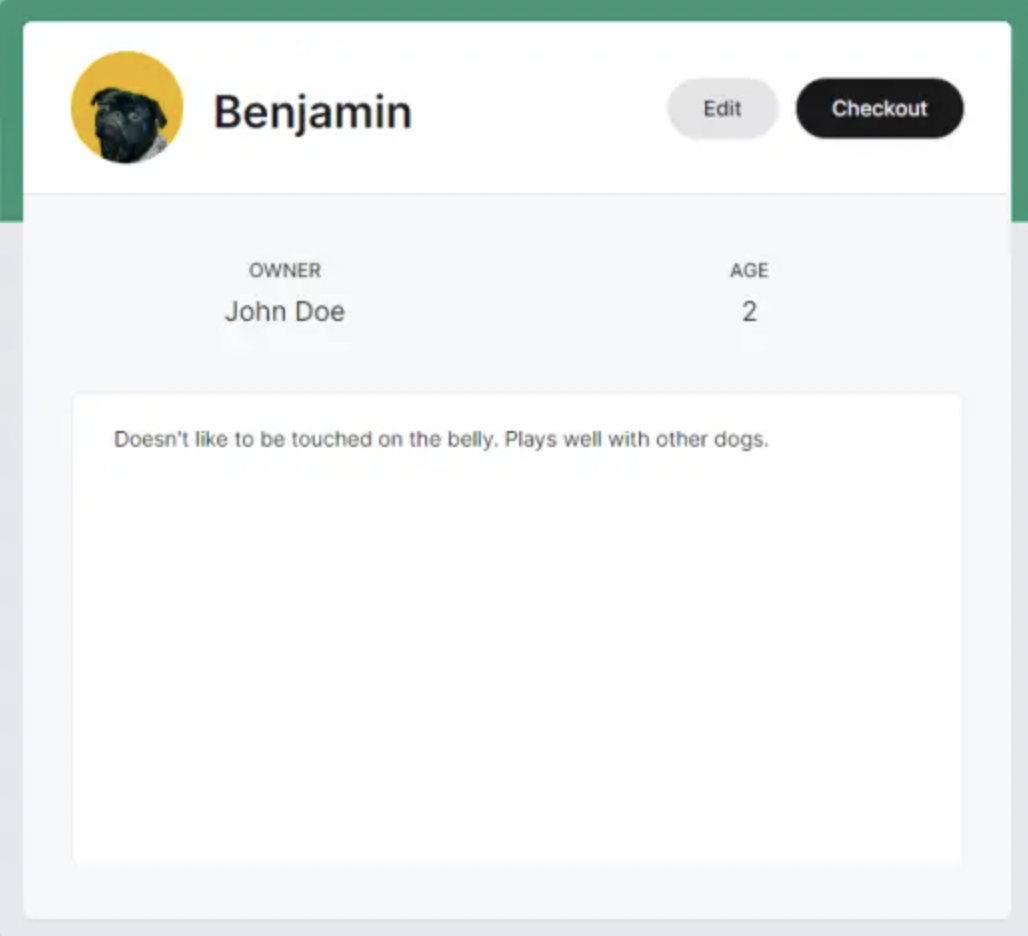 Benjamin
Edit
Checkout
OWNER
John Doe
AGE
2
Doesn't like to be touched on the belly. Plays well with other dogs.